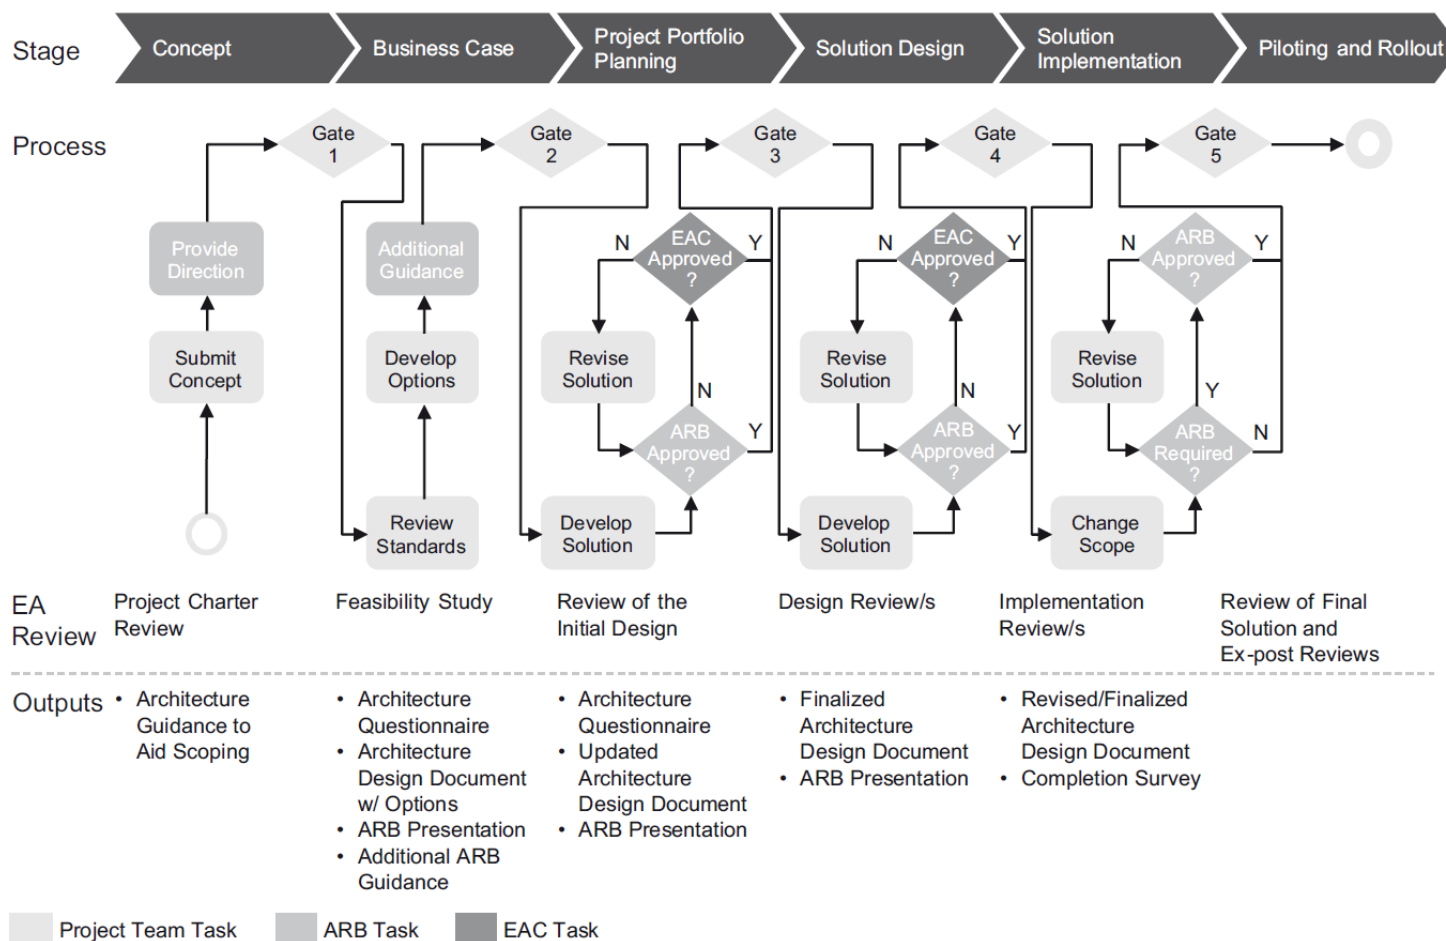 Stage
Concept
Business Case
Project Portfolio
Planning
Solution Design
Solution
Implementation
Piloting and Rollout
Process
Gate
1
Gate
2
Gate
3
Gate
4
Gate
5
Provide
Direction
Submit
Concept
Additional
Guidance
Develop
Options
Review
Standards
N
EAC
Approved
?
Y
Revise
Solution
N
ARB
Approved
?
Y
Develop
Solution
N
EAC
Approved
?
Y
Revise
Solution
N
ARB
Approved
?
Y
Develop
Solution
N
ARB
Approved
?
Y
Revise
Solution
Y
ARB
Required
?
N
Change
Scope
EA
Review
Project Charter
Review
Feasibility Study
Review of the
Initial Design
Design Review/s
Implementation
Review/s
Review of Final
Solution and
Ex-post Reviews
Outputs
• Architecture
Guidance to
Aid Scoping
• Architecture
Questionnaire
• Architecture
Design Document
w/ Options
• ARB Presentation
• Additional ARB
Guidance
• Architecture
Questionnaire
• Updated
Architecture
Design Document
• ARB Presentation
• Finalized
Architecture
Design Document
• ARB Presentation
• Revised/Finalized
Architecture
Design Document
• Completion Survey
Project Team Task
ARB Task
EAC Task